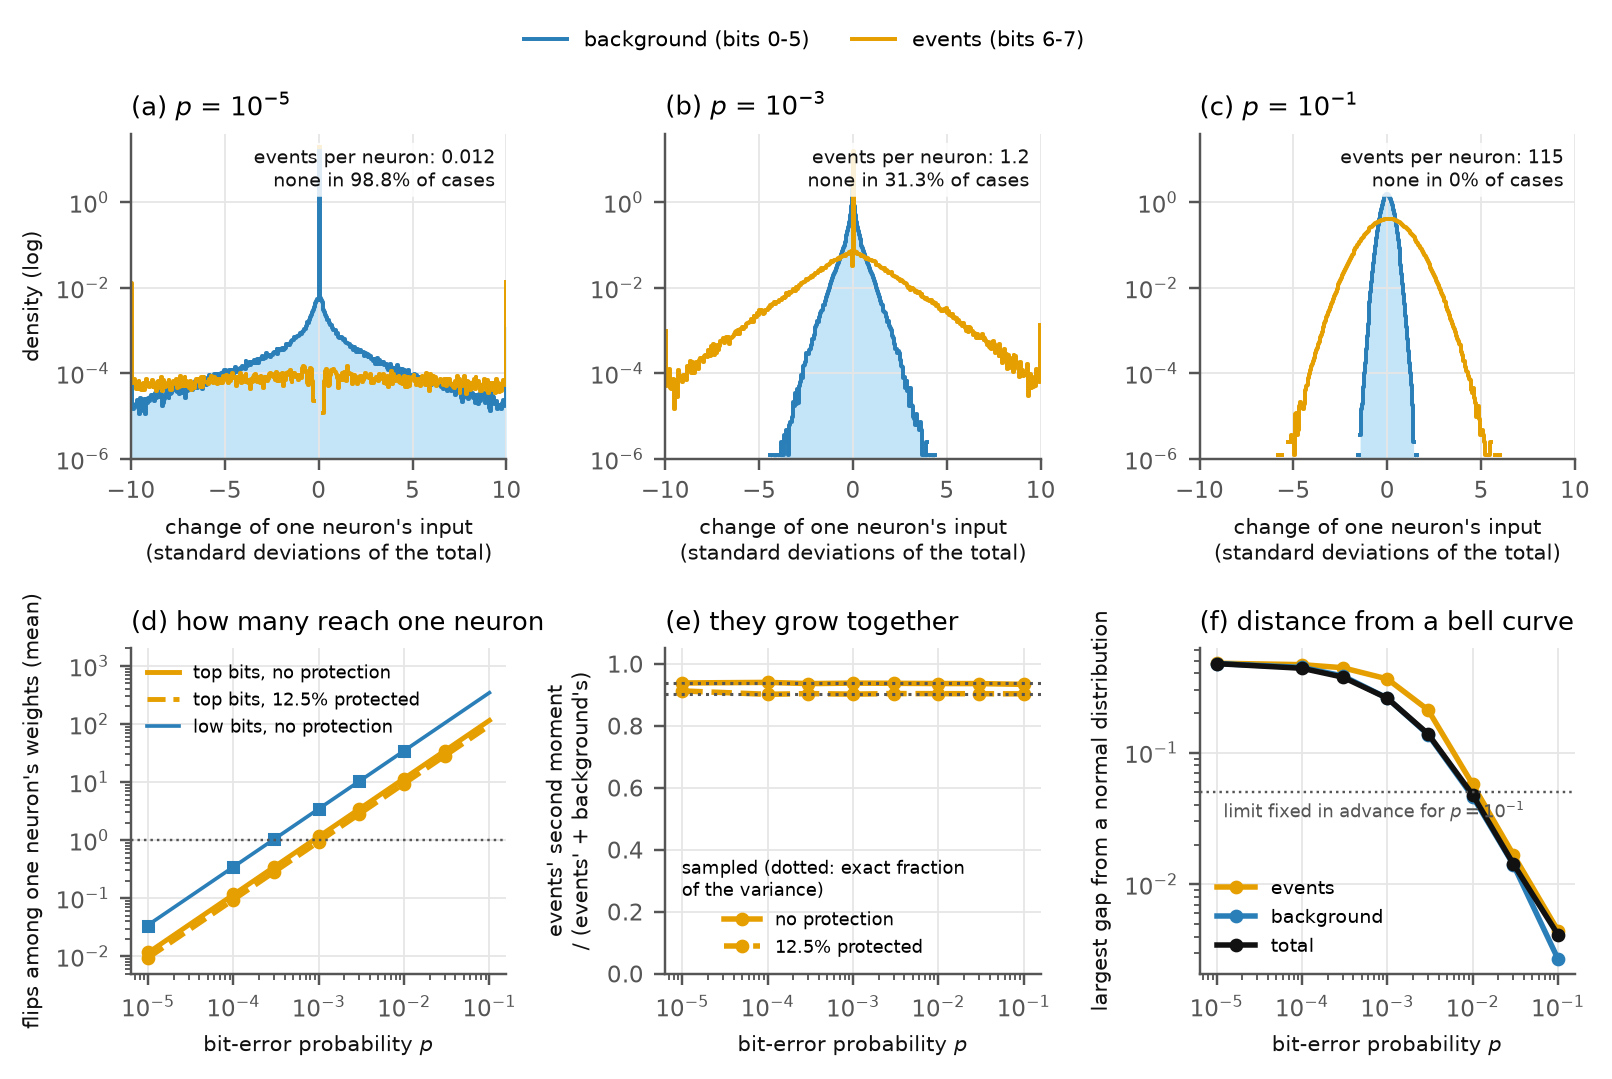 background (bits 0-5)
events (bits 6-7)
(a) p = 10⁻⁵
events per neuron: 0.012
none in 98.8% of cases
density (log)
10⁰
10⁻²
10⁻⁴
10⁻⁶
−10
−5
0
5
10
change of one neuron's input
(standard deviations of the total)
(b) p = 10⁻³
events per neuron: 1.2
none in 31.3% of cases
10⁰
10⁻²
10⁻⁴
10⁻⁶
−10
−5
0
5
10
change of one neuron's input
(standard deviations of the total)
(c) p = 10⁻¹
events per neuron: 115
none in 0% of cases
10⁰
10⁻²
10⁻⁴
10⁻⁶
−10
−5
0
5
10
change of one neuron's input
(standard deviations of the total)
(d) how many reach one neuron
flips among one neuron's weights (mean)
top bits, no protection
top bits, 12.5% protected
low bits, no protection
10³
10²
10¹
10⁰
10⁻¹
10⁻²
10⁻⁵
10⁻⁴
10⁻³
10⁻²
10⁻¹
bit-error probability p
(e) they grow together
events' second moment
/ (events' + background's)
1.0
0.8
0.6
0.4
0.2
0.0
sampled (dotted: exact fraction
of the variance)
no protection
12.5% protected
10⁻⁵
10⁻⁴
10⁻³
10⁻²
10⁻¹
bit-error probability p
(f) distance from a bell curve
largest gap from a normal distribution
10⁻¹
10⁻²
limit fixed in advance for p = 10⁻¹
events
background
total
10⁻⁵
10⁻⁴
10⁻³
10⁻²
10⁻¹
bit-error probability p